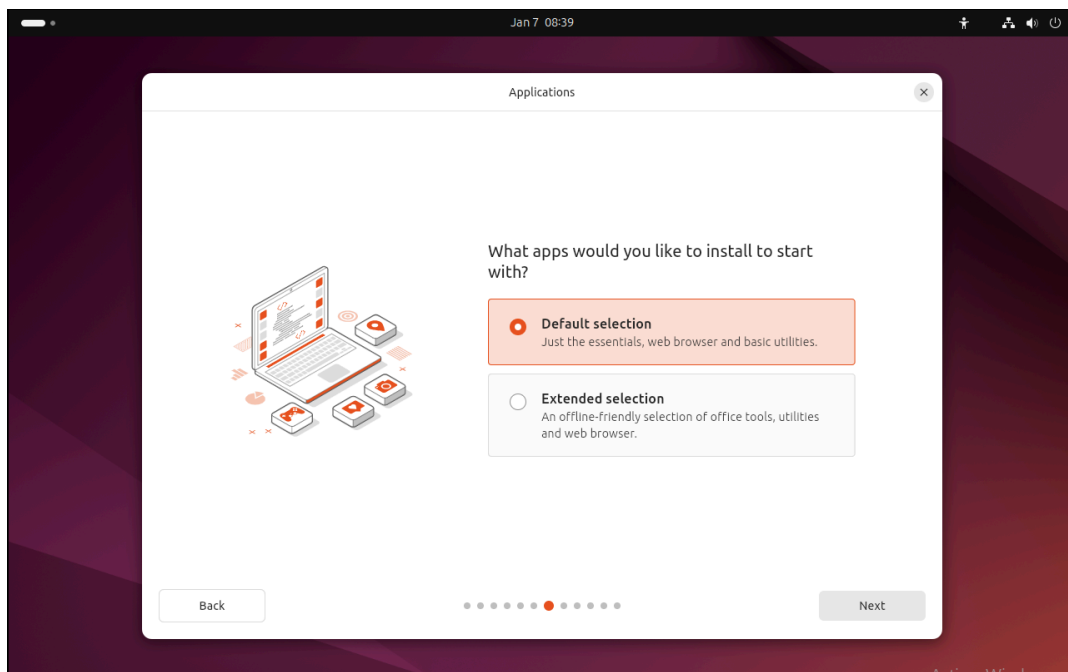 Jan 7 08:39
Applications
What apps would you like to install to start
with?
Default selection
Just the essentials, web browser and basic utilities.
Extended selection
An offline-friendly selection of office tools, utilities
and web browser.
Back
Next